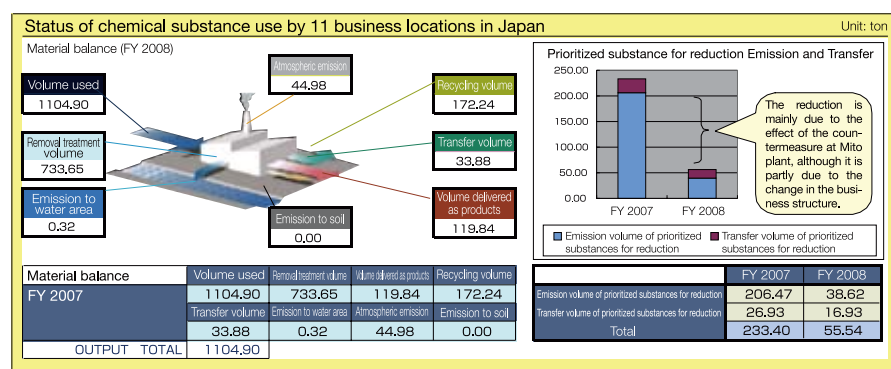 Status of chemical substance use by 11 business locations in Japan
Unit: ton
Material balance (FY 2008)
Volume used
1104.90
Removal treatment
volume
733.65
Emission to
water area
0.32
Atmospheric emission
44.98
Emission to soil
0.00
Recycling volume
172.24
Transfer volume
33.88
Volume delivered
as products
119.84
Prioritized substance for reduction Emission and Transfer
250.00
200.00
150.00
100.00
50.00
0.00
FY 2007 FY 2008
The reduction is
mainly due to the
effect of the coun-
termeasure at Mito
plant, although it is
partly due to the
change in the busi-
ness structure.
Emission volume of prioritized
substances for reduction
Transfer volume of prioritized
substances for reduction
Material balance Volume used Removal treatment volume Volume delivered as products Recycling volume
FY 2007 1104.90 733.65 119.84 172.24
Transfer volume Emission to water area Atmospheric emission Emission to soil
33.88 0.32 44.98 0.00
OUTPUT TOTAL 1104.90
FY 2007 FY 2008
Emission volume of prioritized substances for reduction 206.47 38.62
Transfer volume of prioritized substances for reduction 26.93 16.93
Total 233.40 55.54